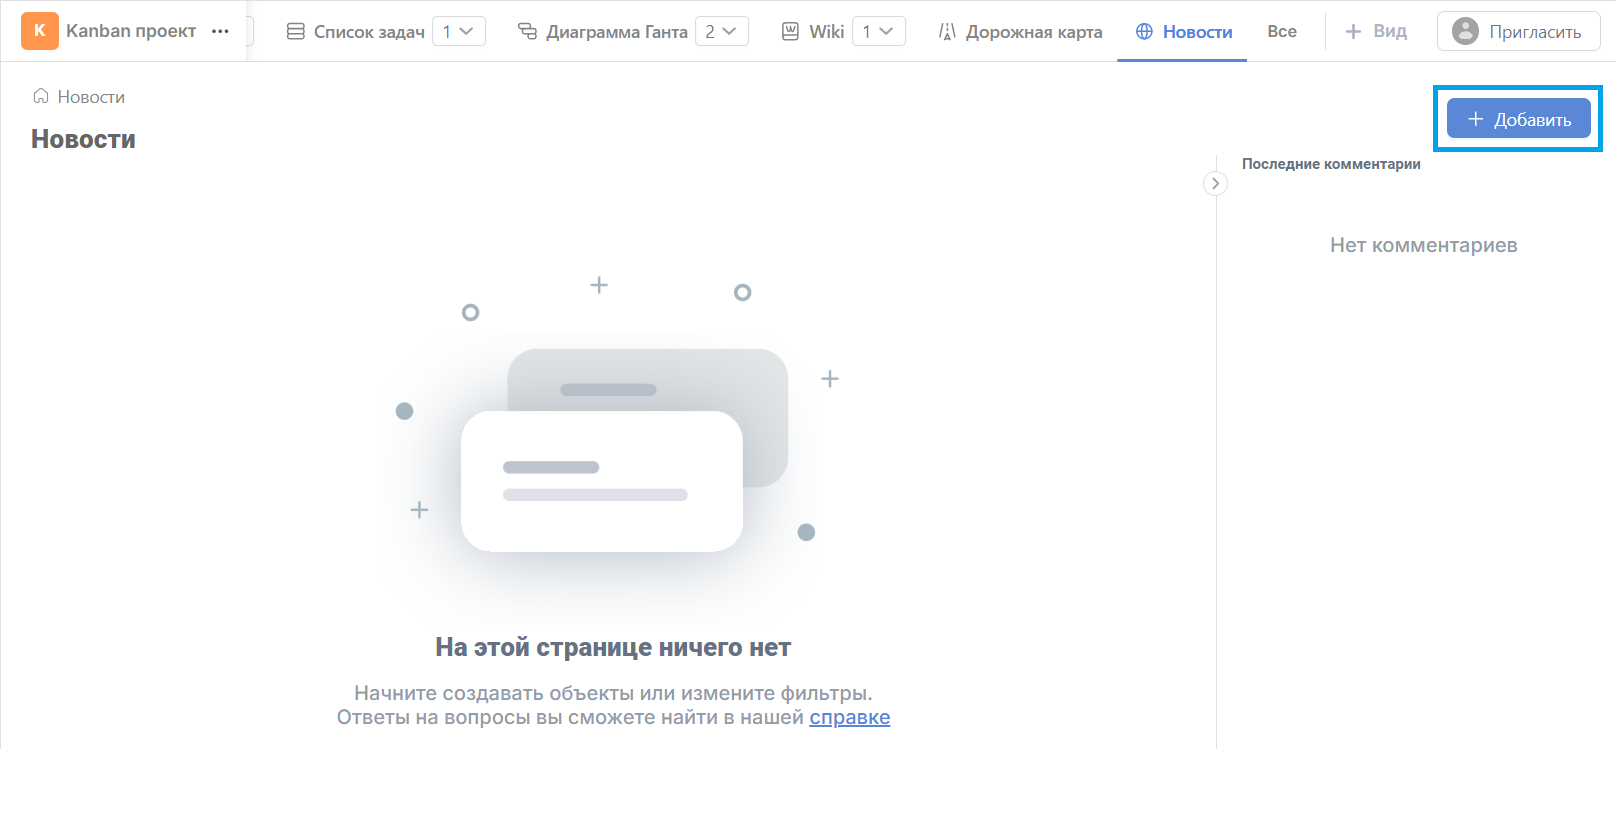 K Kanban проект ··· Список задач 1 Диаграмма Ганта 2 Wiki 1 Дорожная карта Новости Все + Вид Пригласить
Новости
Новости
+ Добавить
Последние комментарии
Нет комментариев
На этой странице ничего нет
Начните создавать объекты или измените фильтры.
Ответы на вопросы вы сможете найти в нашей справке